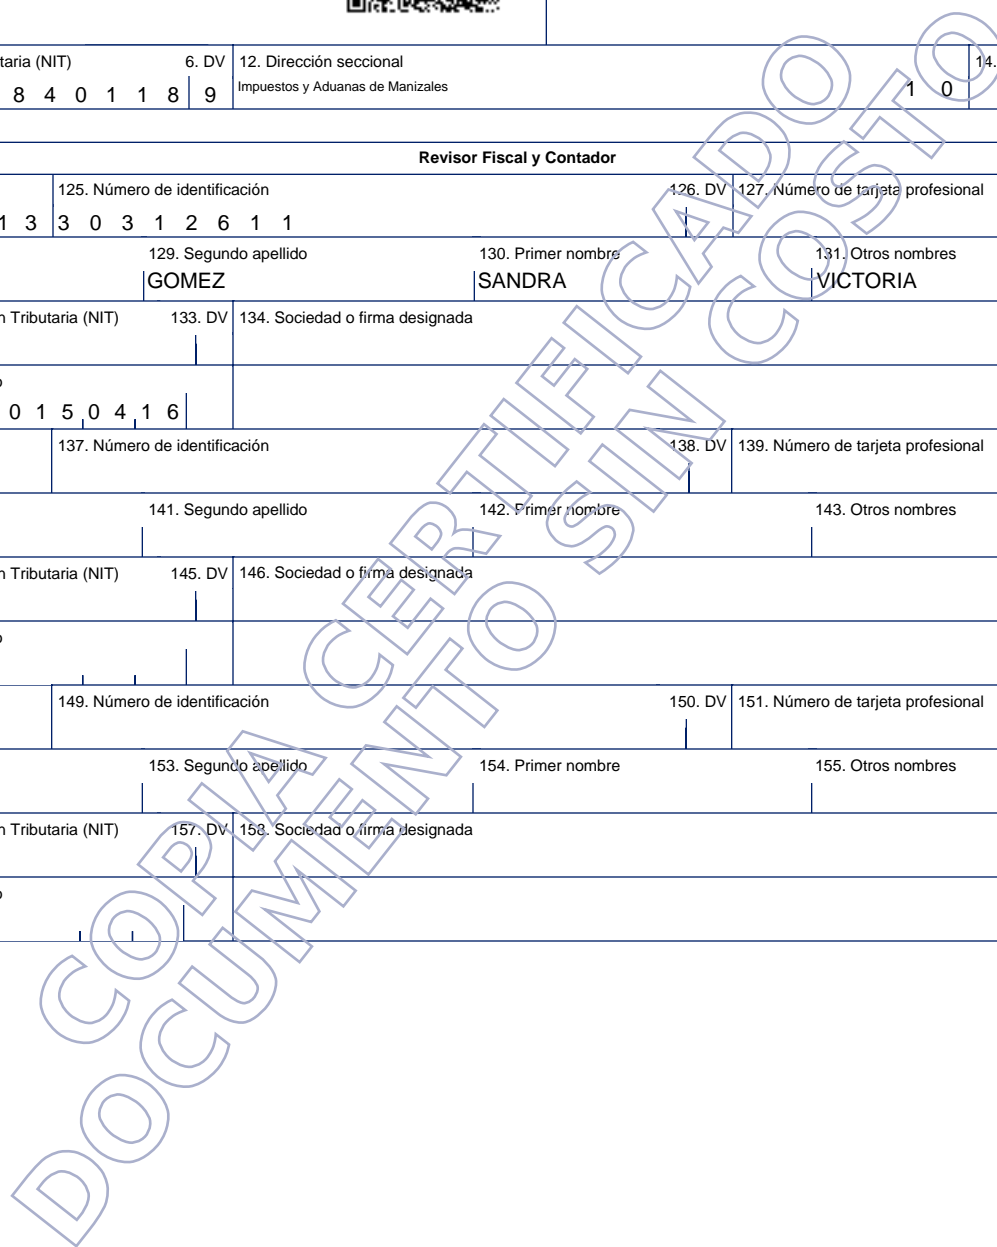 taria (NIT) 6. DV 12. Dirección seccional 14.
8 4 0 1 1 8 9 Impuestos y Aduanas de Manizales 1 0
Revisor Fiscal y Contador
125. Número de identificación 126. DV 127. Número de tarjeta profesional
1 3 3 0 3 1 2 6 1 1
129. Segundo apellido 130. Primer nombre 131. Otros nombres
GOMEZ SANDRA VICTORIA
n Tributaria (NIT) 133. DV 134. Sociedad o firma designada
o
0 1 5 0 4 1 6
137. Número de identificación 138. DV 139. Número de tarjeta profesional
141. Segundo apellido 142. Primer nombre 143. Otros nombres
n Tributaria (NIT) 145. DV 146. Sociedad o firma designada
o
149. Número de identificación 150. DV 151. Número de tarjeta profesional
153. Segundo apellido 154. Primer nombre 155. Otros nombres
n Tributaria (NIT) 157. DV 158. Sociedad o firma designada
o
COPIA CERTIFICADO
DOCUMENTO SIN COSTO